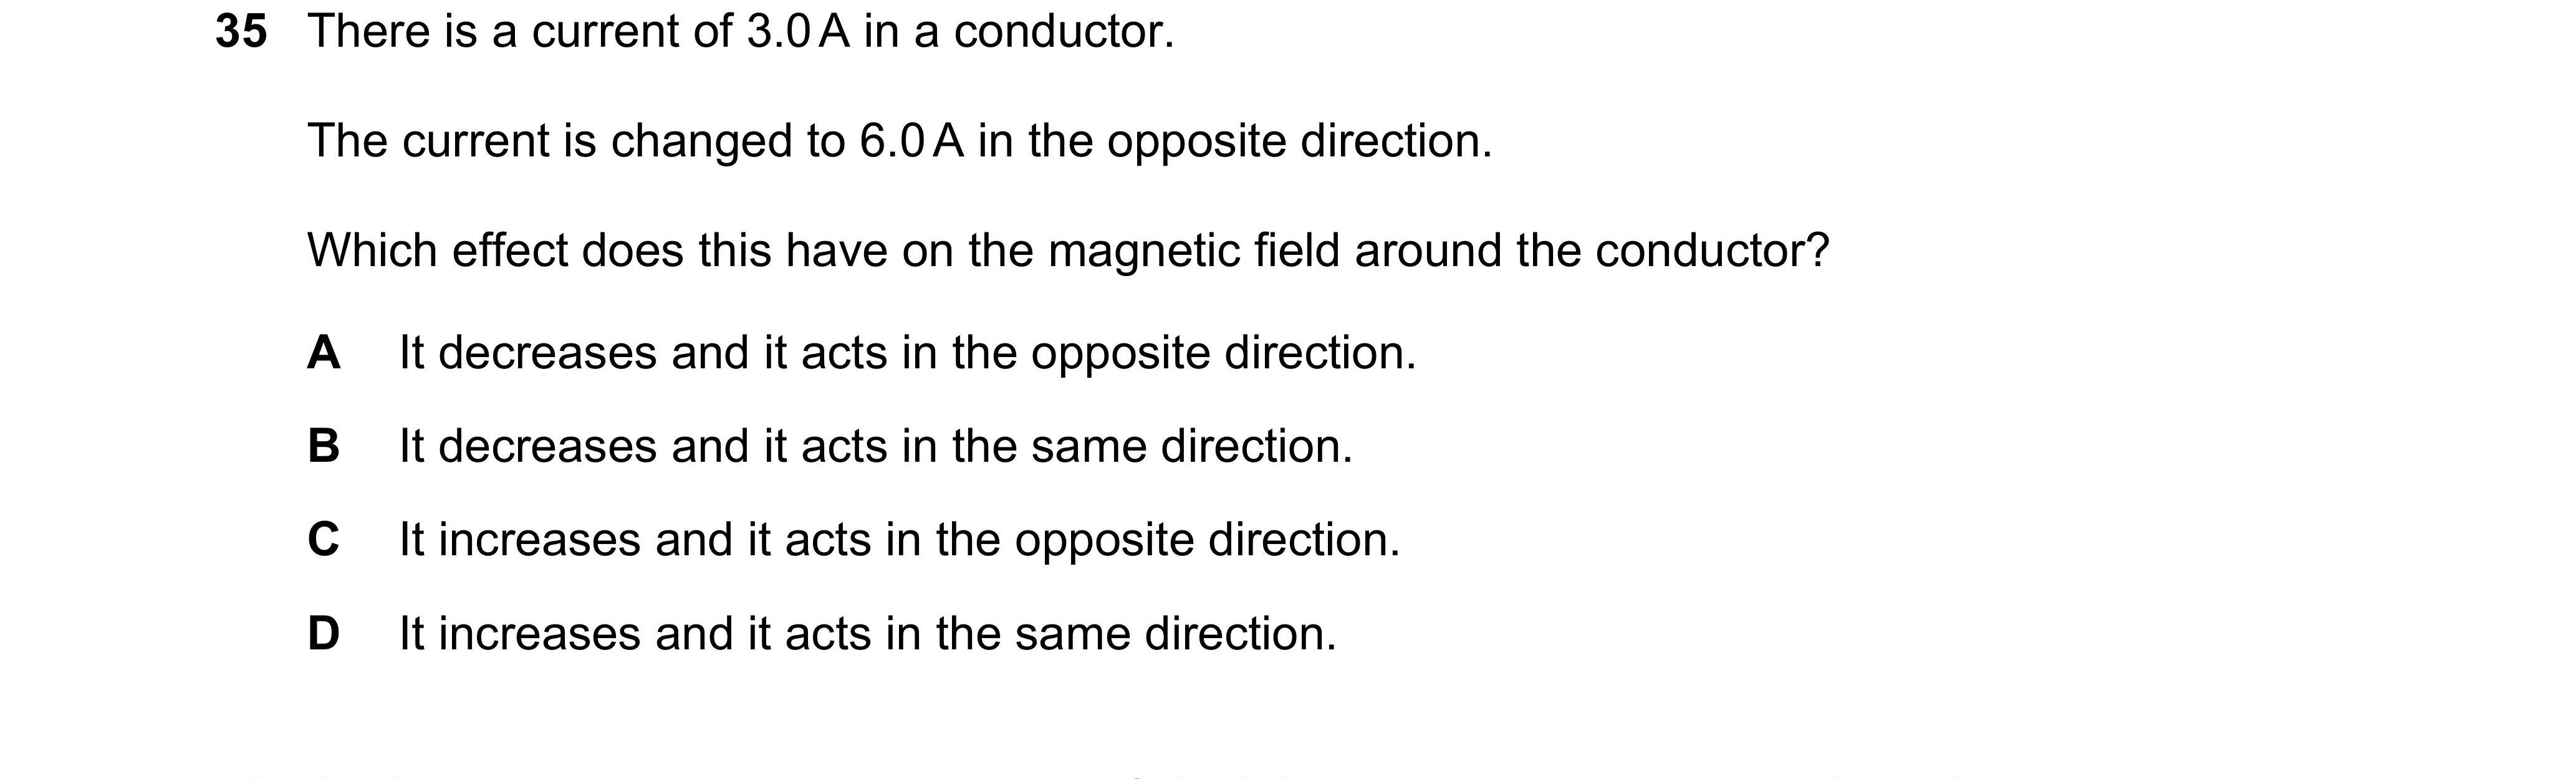 35 There is a current of 3.0 A in a conductor.
The current is changed to 6.0 A in the opposite direction.
Which effect does this have on the magnetic field around the conductor?
A It decreases and it acts in the opposite direction.
B It decreases and it acts in the same direction.
C It increases and it acts in the opposite direction.
D It increases and it acts in the same direction.